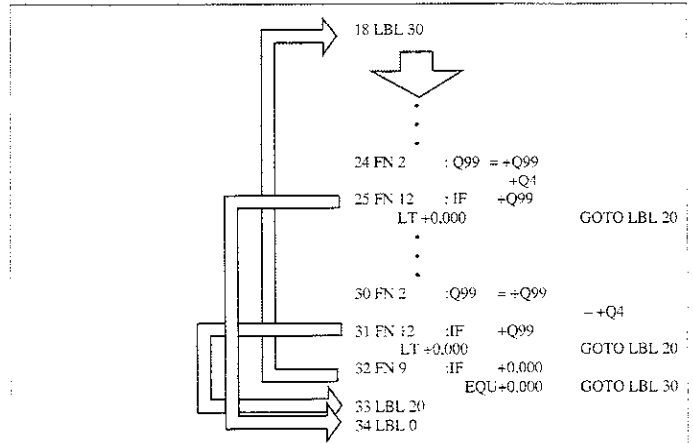 18 LBL 30
24 FN 2 : Q99 = +Q99
+Q4
25 FN 12 : IF +Q99
LT +0,000 GOTO LBL 20
30 FN 2 :Q99 = +Q99
− +Q4
31 FN 12 :IF +Q99
LT +0,000 GOTO LBL 20
32 FN 9 :IF +0,000
EQU+0,000 GOTO LBL 30
33 LBL 20
34 LBL 0